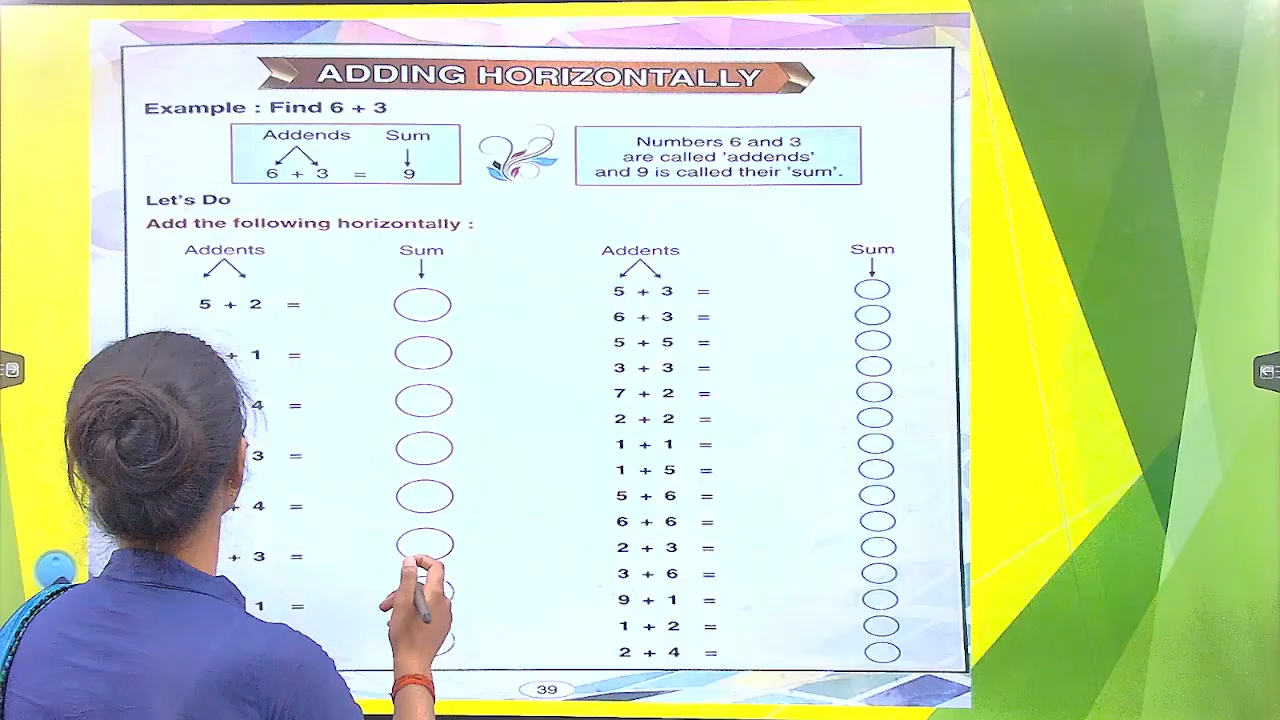 ADDING HORIZONTALLY
Example : Find 6 + 3
Addends Sum
6 + 3 = 9
Numbers 6 and 3
are called 'addends'
and 9 is called their 'sum'.
Let's Do
Add the following horizontally :
Addents Sum
5 + 2 =
+ 1 =
4 =
3 =
+ 4 =
+ 3 =
1 =
Addents Sum
5 + 3 =
6 + 3 =
5 + 5 =
3 + 3 =
7 + 2 =
2 + 2 =
1 + 1 =
1 + 5 =
5 + 6 =
6 + 6 =
2 + 3 =
3 + 6 =
9 + 1 =
1 + 2 =
2 + 4 =
39